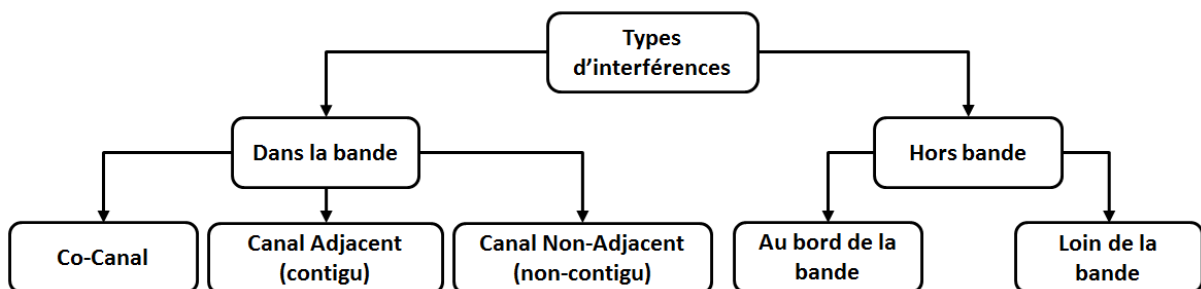 Types
d’interférences
Dans la bande
Hors bande
Co-Canal
Canal Adjacent
(contigu)
Canal Non-Adjacent
(non-contigu)
Au bord de la
bande
Loin de la
bande